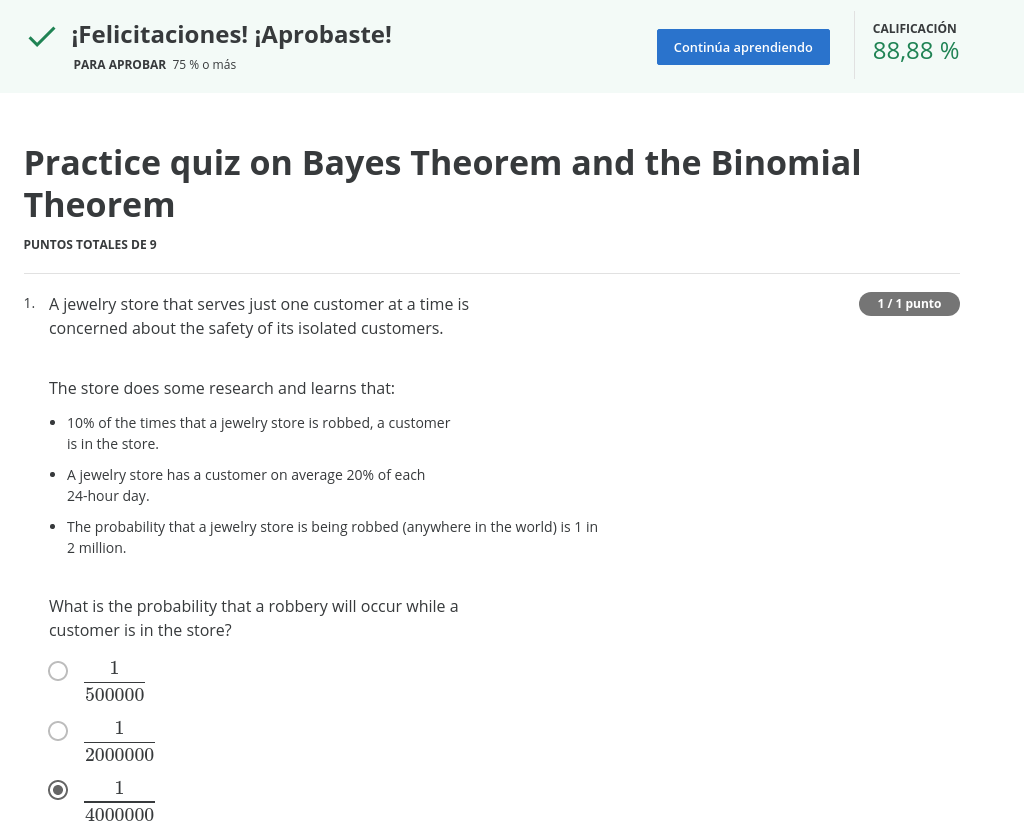 ¡Felicitaciones! ¡Aprobaste!
PARA APROBAR 75 % o más
Continúa aprendiendo
CALIFICACIÓN
88,88 %
Practice quiz on Bayes Theorem and the Binomial
Theorem
PUNTOS TOTALES DE 9
1. A jewelry store that serves just one customer at a time is
concerned about the safety of its isolated customers.
1 / 1 punto
The store does some research and learns that:
• 10% of the times that a jewelry store is robbed, a customer
is in the store.
• A jewelry store has a customer on average 20% of each
24-hour day.
• The probability that a jewelry store is being robbed (anywhere in the world) is 1 in
2 million.
What is the probability that a robbery will occur while a
customer is in the store?
1
500000
1
2000000
1
4000000